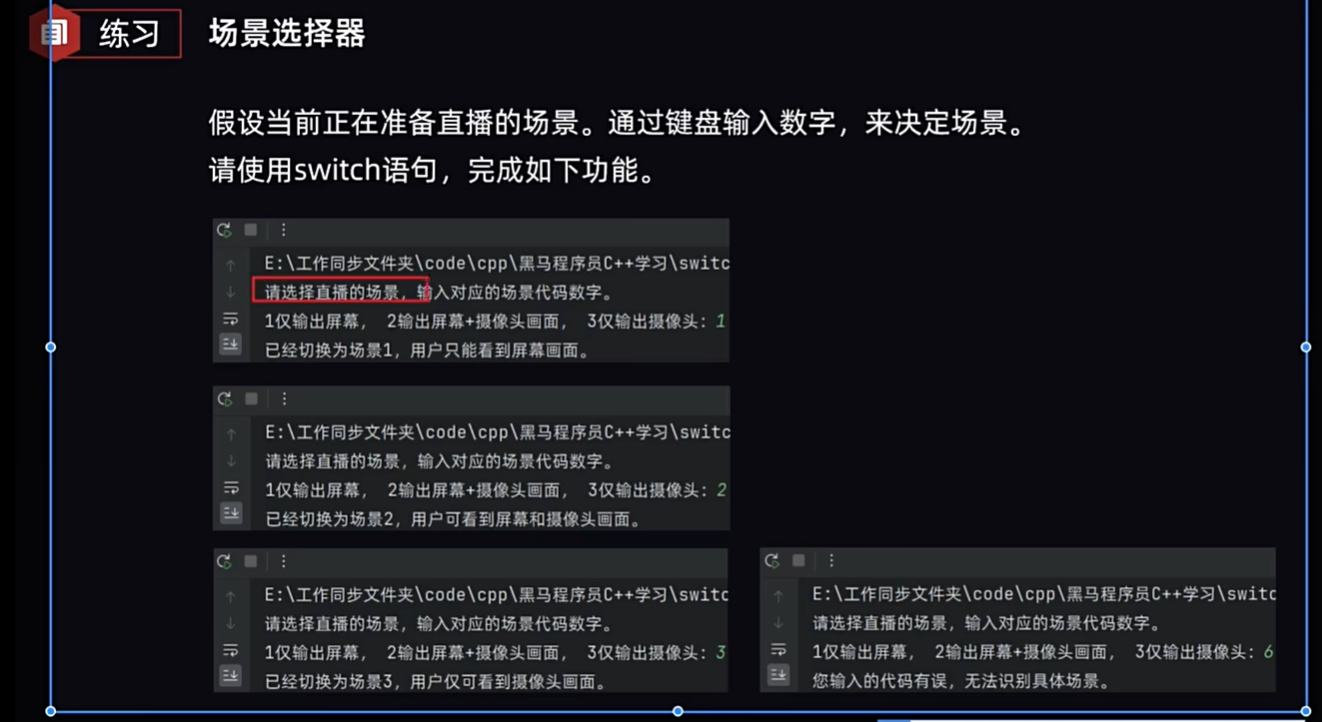 练习 场景选择器
假设当前正在准备直播的场景。通过键盘输入数字，来决定场景。
请使用switch语句，完成如下功能。
E:\工作同步文件夹\code\cpp\黑马程序员C++学习\switc
请选择直播的场景，输入对应的场景代码数字。
1仅输出屏幕， 2输出屏幕+摄像头画面， 3仅输出摄像头：1
已经切换为场景1，用户只能看到屏幕画面。
E:\工作同步文件夹\code\cpp\黑马程序员C++学习\switc
请选择直播的场景，输入对应的场景代码数字。
1仅输出屏幕， 2输出屏幕+摄像头画面， 3仅输出摄像头：2
已经切换为场景2，用户可看到屏幕和摄像头画面。
E:\工作同步文件夹\code\cpp\黑马程序员C++学习\switc
请选择直播的场景，输入对应的场景代码数字。
1仅输出屏幕， 2输出屏幕+摄像头画面， 3仅输出摄像头：3
已经切换为场景3，用户仅可看到摄像头画面。
E:\工作同步文件夹\code\cpp\黑马程序员C++学习\switc
请选择直播的场景，输入对应的场景代码数字。
1仅输出屏幕， 2输出屏幕+摄像头画面， 3仅输出摄像头：6
您输入的代码有误，无法识别具体场景。